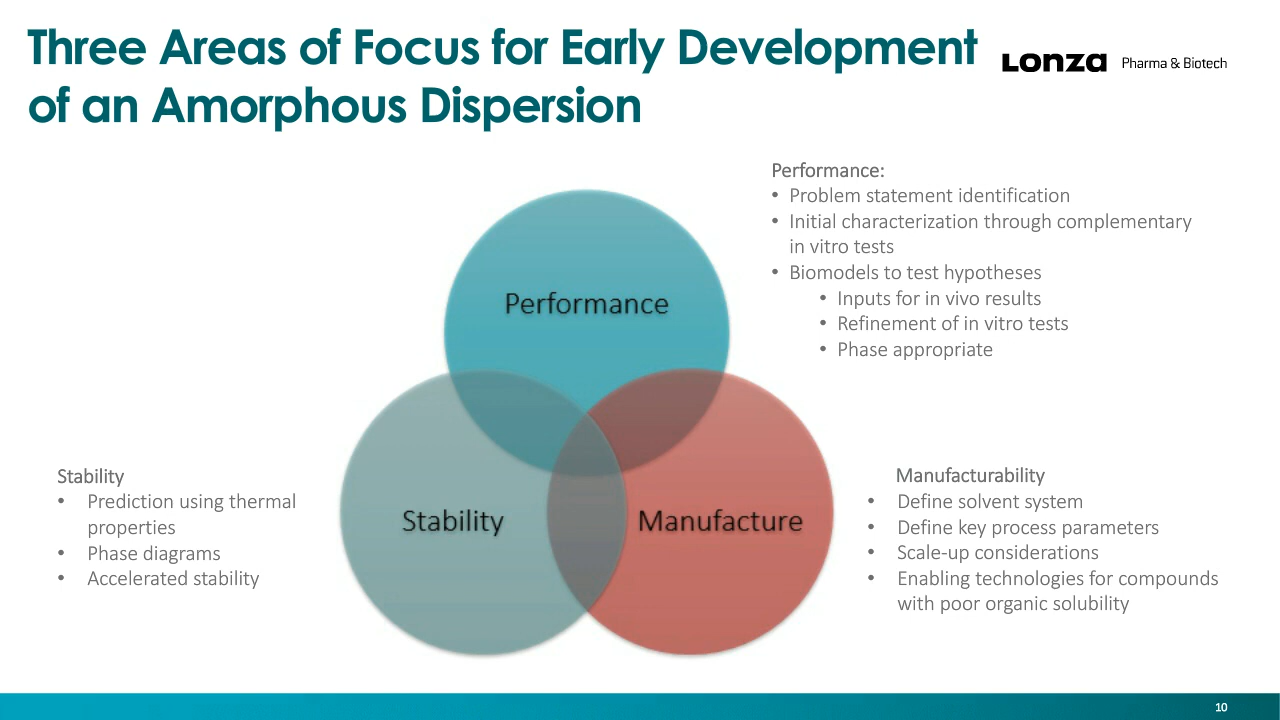 Three Areas of Focus for Early Development
of an Amorphous Dispersion
Lonza Pharma & Biotech
Performance:
• Problem statement identification
• Initial characterization through complementary
in vitro tests
• Biomodels to test hypotheses
• Inputs for in vivo results
• Refinement of in vitro tests
• Phase appropriate
Performance
Stability
• Prediction using thermal
properties
• Phase diagrams
• Accelerated stability
Stability
Manufacture
Manufacturability
• Define solvent system
• Define key process parameters
• Scale-up considerations
• Enabling technologies for compounds
with poor organic solubility
10